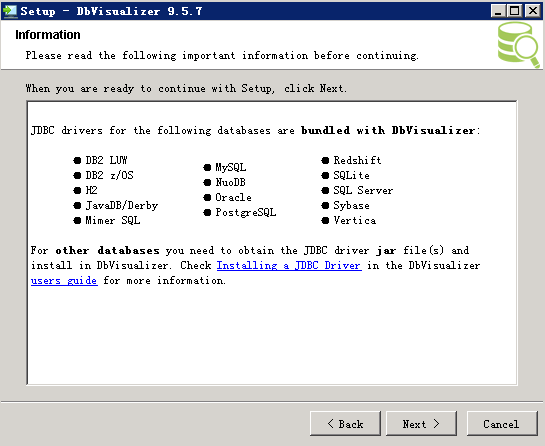 Setup - DbVisualizer 9.5.7
Information
Please read the following important information before continuing.
When you are ready to continue with Setup, click Next.
JDBC drivers for the following databases are bundled with DbVisualizer:
● DB2 LUW
● DB2 z/OS
● H2
● JavaDB/Derby
● Mimer SQL
● MySQL
● NuoDB
● Oracle
● PostgreSQL
● Redshift
● SQLite
● SQL Server
● Sybase
● Vertica
For other databases you need to obtain the JDBC driver jar file(s) and
install in DbVisualizer. Check Installing a JDBC Driver in the DbVisualizer
users guide for more information.
< Back
Next >
Cancel